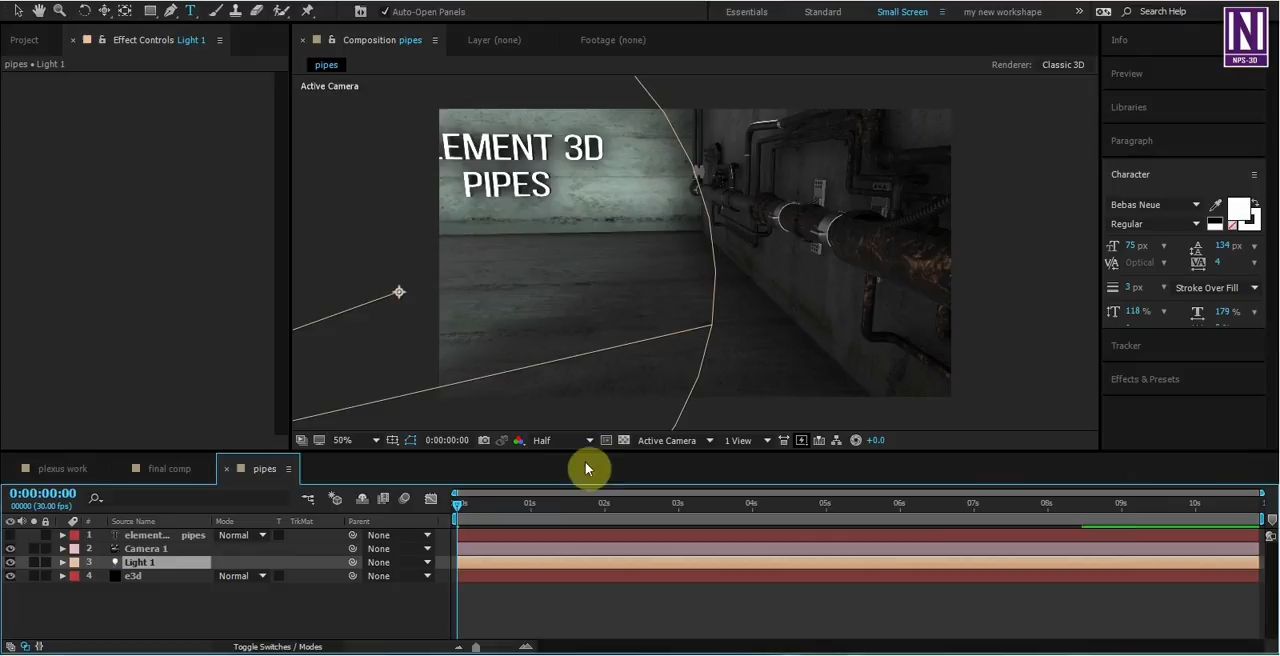 Auto-Open Panels
Essentials
Standard
Small Screen
my new workshape
Search Help
Project
Effect Controls Light 1
Composition pipes
Layer (none)
Footage (none)
Info
N
NPS-3D
pipes • Light 1
pipes
Renderer:
Classic 3D
Preview
Active Camera
Libraries
LEMENT 3D
PIPES
Paragraph
Character
Bebas Neue
Regular
75 px
134 px
Optical
4
3 px
Stroke Over Fill
118 %
179 %
Tracker
Effects & Presets
50%
0:00:00:00
Half
Active Camera
1 View
+0.0
plexus work
final comp
pipes
0:00:00:00
00000 (30.00 fps)
01s
02s
03s
04s
05s
06s
07s
08s
09s
10s
#
Source Name
Mode
T
TrkMat
Parent
1
element... pipes
Normal
None
2
Camera 1
None
3
Light 1
None
4
e3d
Normal
None
Toggle Switches / Modes